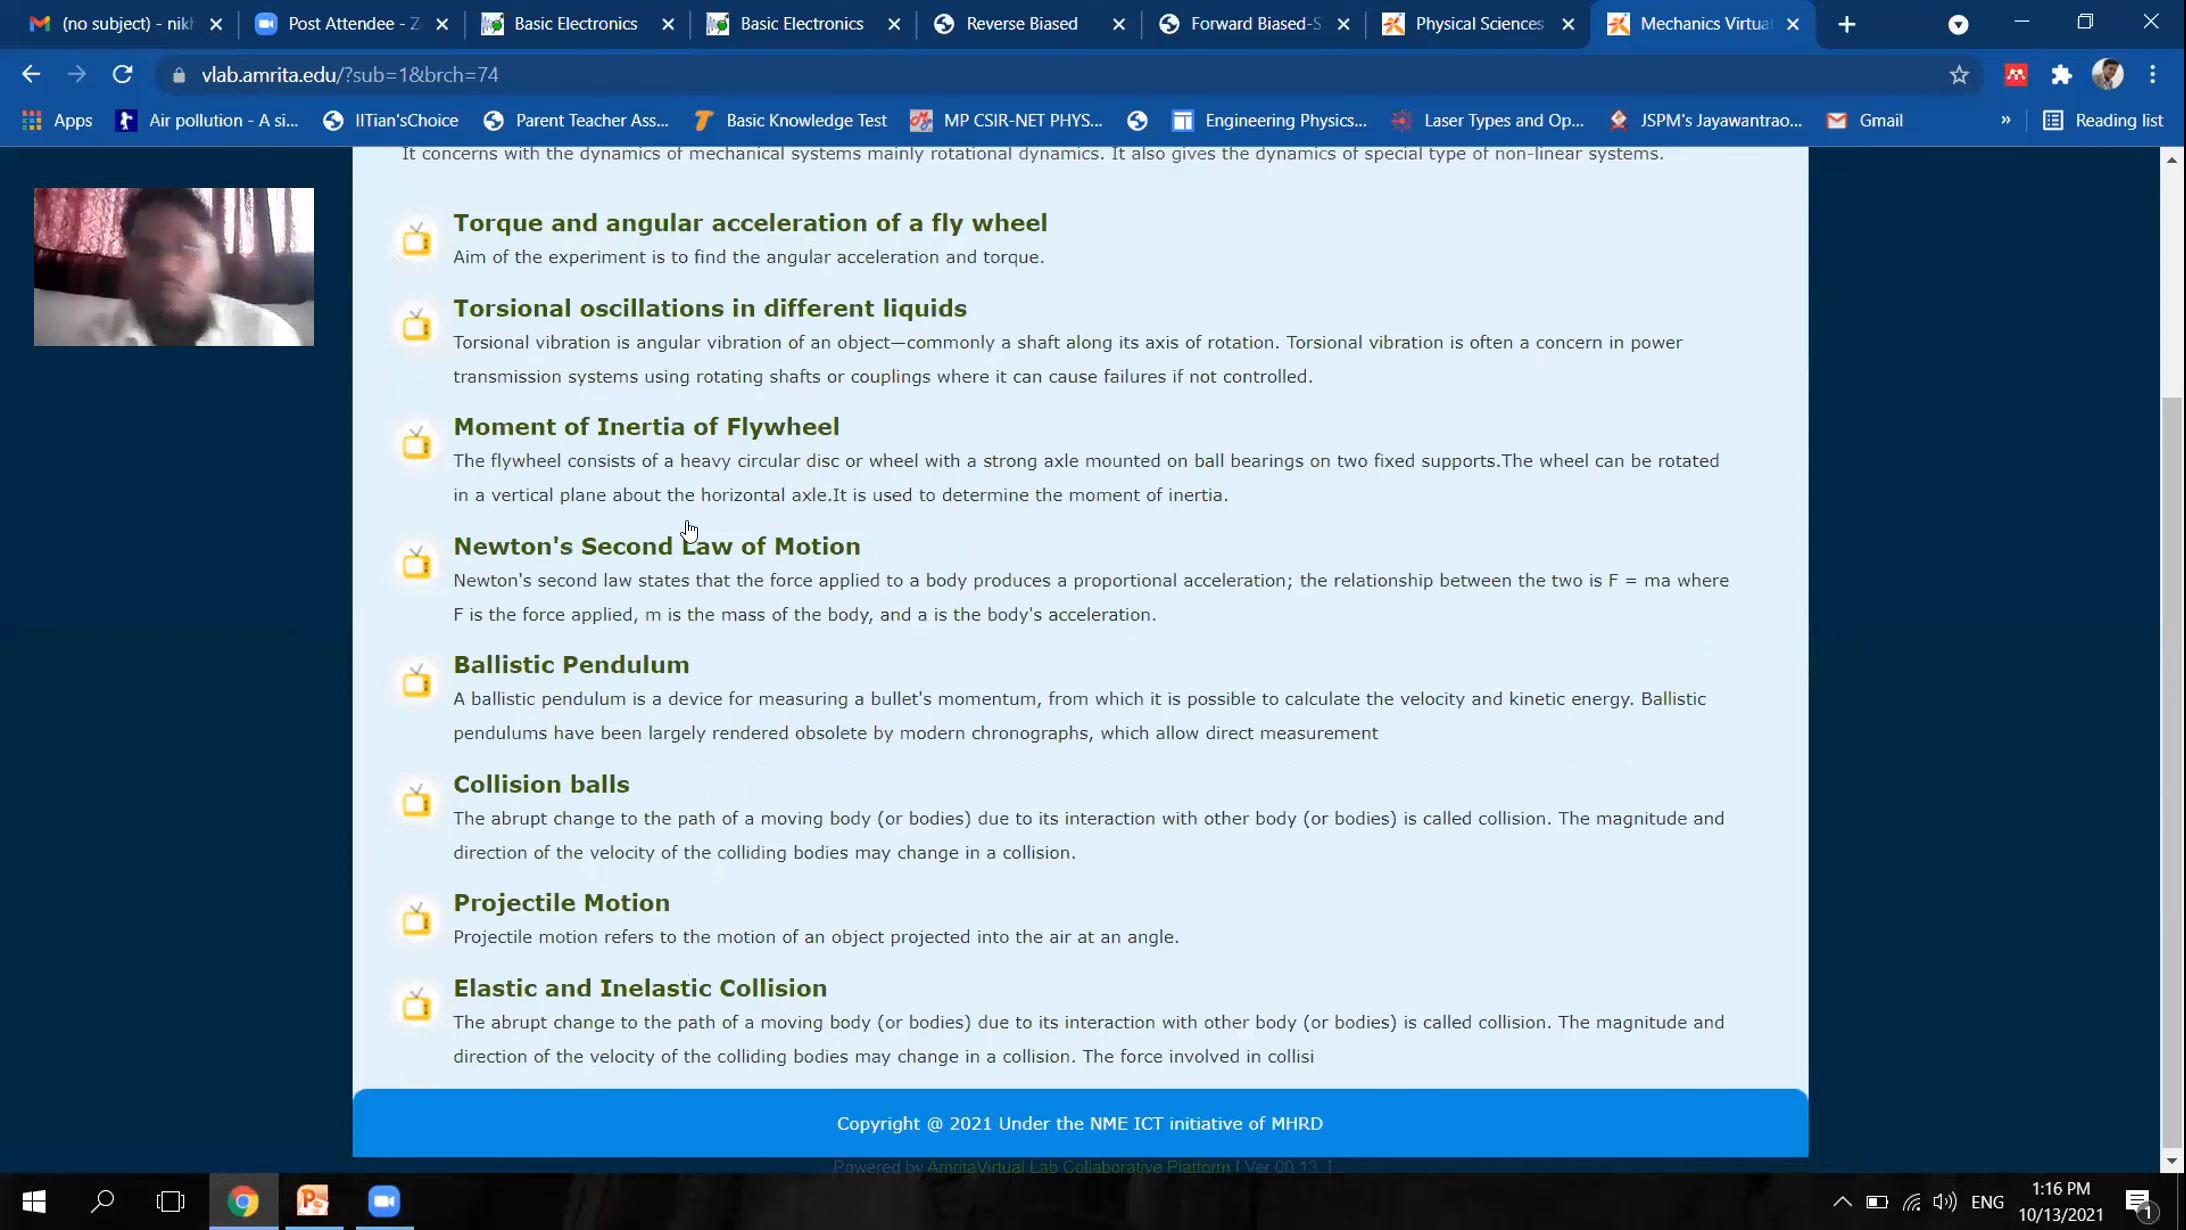 (no subject) - nikh
Post Attendee - Z
Basic Electronics
Basic Electronics
Reverse Biased
Forward Biased-S
Physical Sciences
Mechanics Virtual
vlab.amrita.edu/?sub=1&brch=74
Apps
Air pollution - A si...
IITian'sChoice
Parent Teacher Ass...
Basic Knowledge Test
MP CSIR-NET PHYS...
Engineering Physics...
Laser Types and Op...
JSPM's Jayawantrao...
Gmail
»
Reading list
It concerns with the dynamics of mechanical systems mainly rotational dynamics. It also gives the dynamics of special type of non-linear systems.
Torque and angular acceleration of a fly wheel
Aim of the experiment is to find the angular acceleration and torque.
Torsional oscillations in different liquids
Torsional vibration is angular vibration of an object—commonly a shaft along its axis of rotation. Torsional vibration is often a concern in power
transmission systems using rotating shafts or couplings where it can cause failures if not controlled.
Moment of Inertia of Flywheel
The flywheel consists of a heavy circular disc or wheel with a strong axle mounted on ball bearings on two fixed supports.The wheel can be rotated
in a vertical plane about the horizontal axle.It is used to determine the moment of inertia.
Newton's Second Law of Motion
Newton's second law states that the force applied to a body produces a proportional acceleration; the relationship between the two is F = ma where
F is the force applied, m is the mass of the body, and a is the body's acceleration.
Ballistic Pendulum
A ballistic pendulum is a device for measuring a bullet's momentum, from which it is possible to calculate the velocity and kinetic energy. Ballistic
pendulums have been largely rendered obsolete by modern chronographs, which allow direct measurement
Collision balls
The abrupt change to the path of a moving body (or bodies) due to its interaction with other body (or bodies) is called collision. The magnitude and
direction of the velocity of the colliding bodies may change in a collision.
Projectile Motion
Projectile motion refers to the motion of an object projected into the air at an angle.
Elastic and Inelastic Collision
The abrupt change to the path of a moving body (or bodies) due to its interaction with other body (or bodies) is called collision. The magnitude and
direction of the velocity of the colliding bodies may change in a collision. The force involved in collisi
Copyright @ 2021 Under the NME ICT initiative of MHRD
Powered by AmritaVirtual Lab Collaborative Platform [ Ver 00.13. ]
ENG
1:16 PM
10/13/2021
1